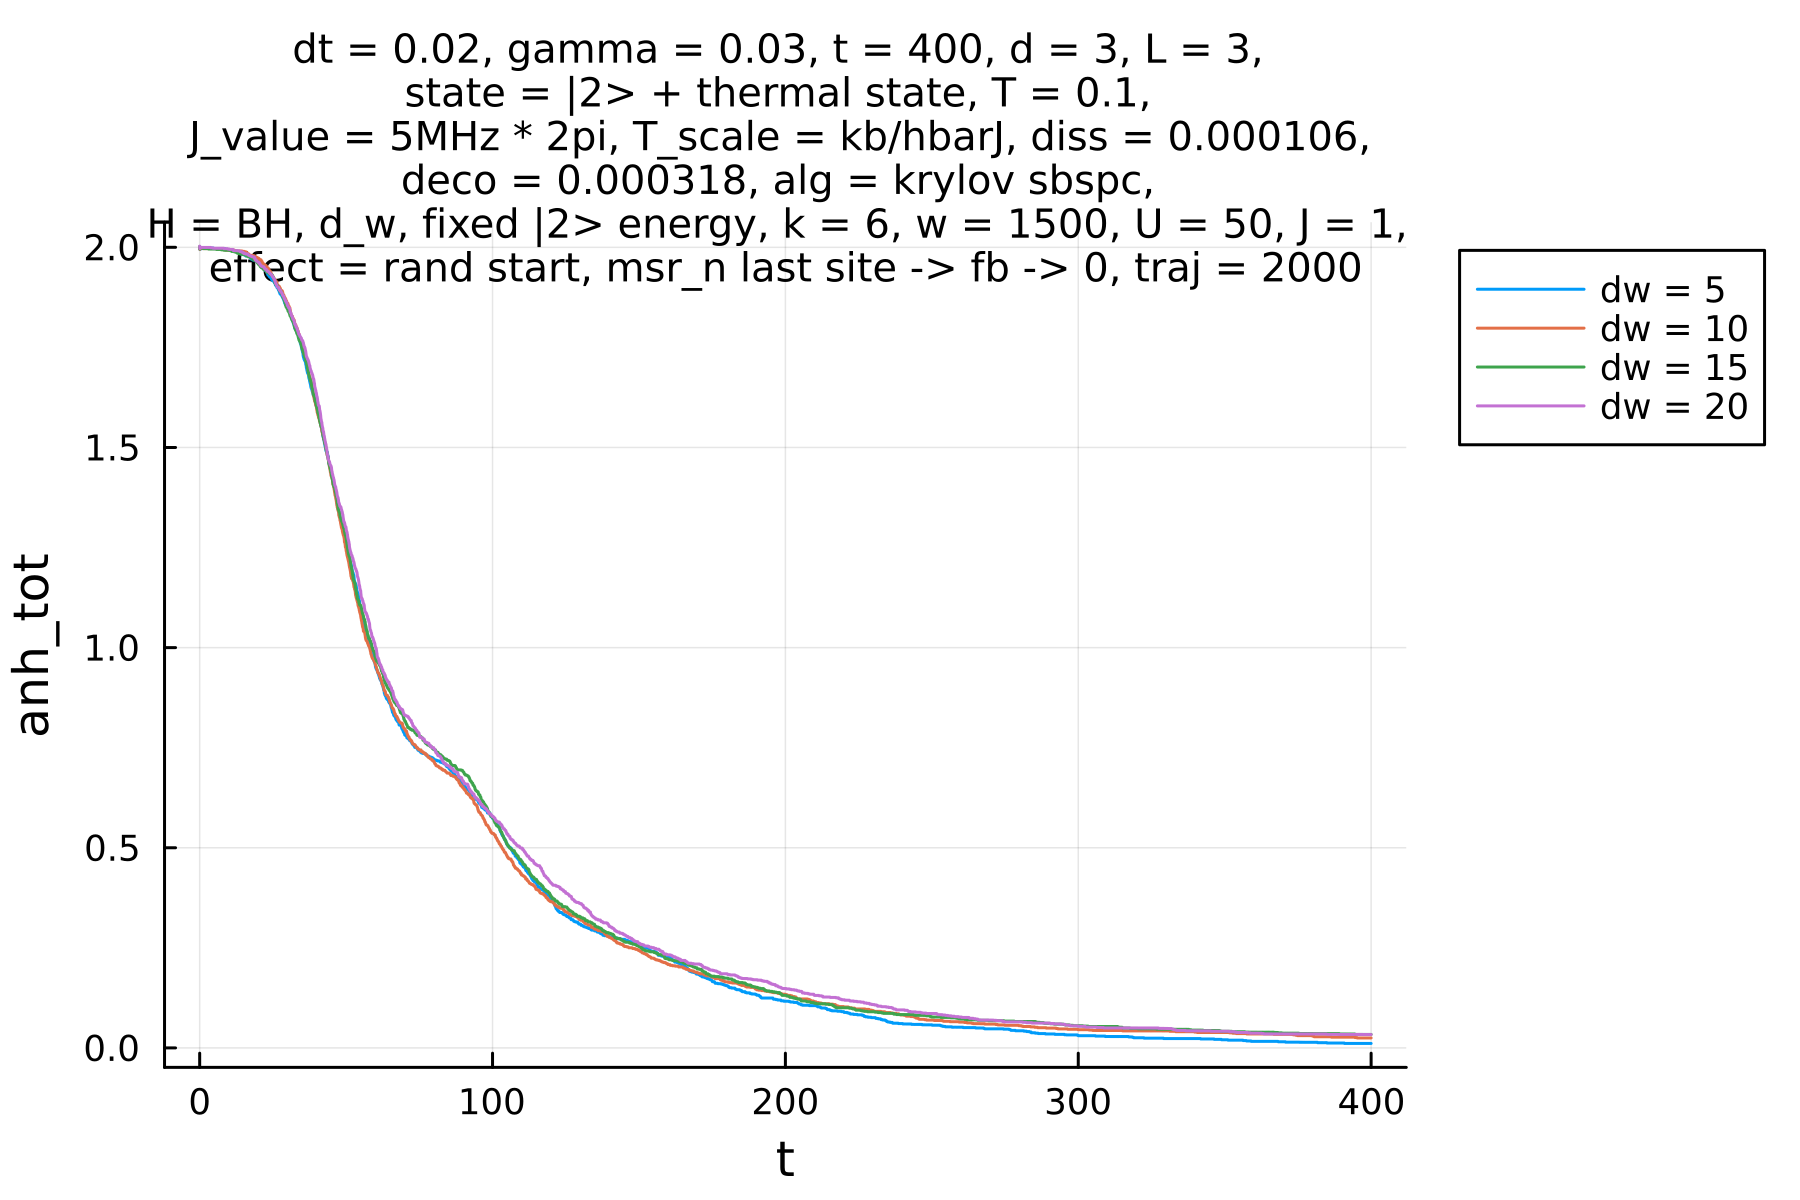 dt = 0.02, gamma = 0.03, t = 400, d = 3, L = 3,
state = |2> + thermal state, T = 0.1,
J_value = 5MHz * 2pi, T_scale = kb/hbarJ, diss = 0.000106,
deco = 0.000318, alg = krylov sbspc,
H = BH, d_w, fixed |2> energy, k = 6, w = 1500, U = 50, J = 1,
effect = rand start, msr_n last site -> fb -> 0, traj = 2000
2.0
1.5
1.0
0.5
0.0
anh_tot
0 100 200 300 400
t
dw = 5
dw = 10
dw = 15
dw = 20